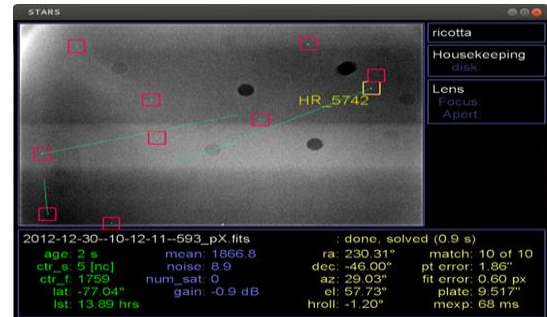 STARS
ricotta
Housekeeping
disk:
Lens
Focus:
Apert:
HR_5742
2012-12-30--10-12-11--593_pX.fits : done, solved (0.9 s)
age: 2 s mean: 1866.8 ra: 230.31° match: 10 of 10
ctr_s: 5 [nc] noise: 8.9 dec: -46.00° pt error: 1.86"
ctr_f: 1759 num_sat: 0 az: 29.03° fit error: 0.60 px
lat: -77.04° gain: -0.9 dB el: 57.73° plate: 9.517"
lst: 13.89 hrs hroll: -1.20° mexp: 68 ms